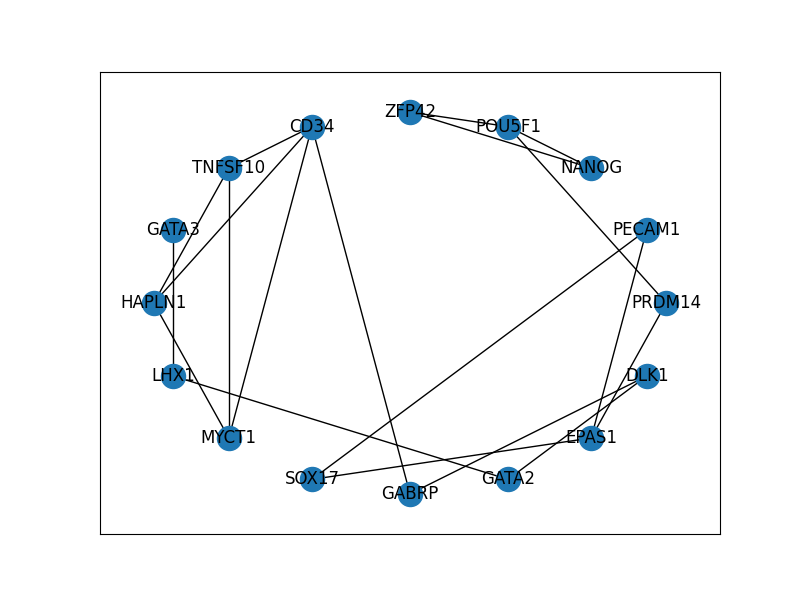 ZFP42
CD34
POU5F1
TNFSF10
NANOG
GATA3
PECAM1
HAPLN1
PRDM14
LHX1
DLK1
MYCT1
EPAS1
SOX17
GATA2
GABRP